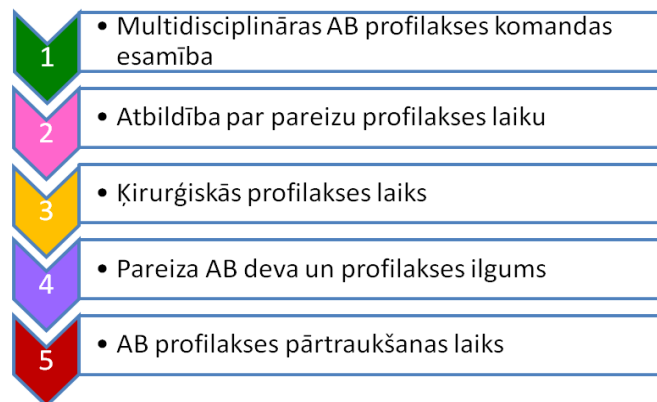 1
• Multidisciplināras AB profilakses komandas
esamība
2
• Atbildība par pareizu profilakses laiku
3
• Ķirurģiskās profilakses laiks
4
• Pareiza AB deva un profilakses ilgums
5
• AB profilakses pārtraukšanas laiks